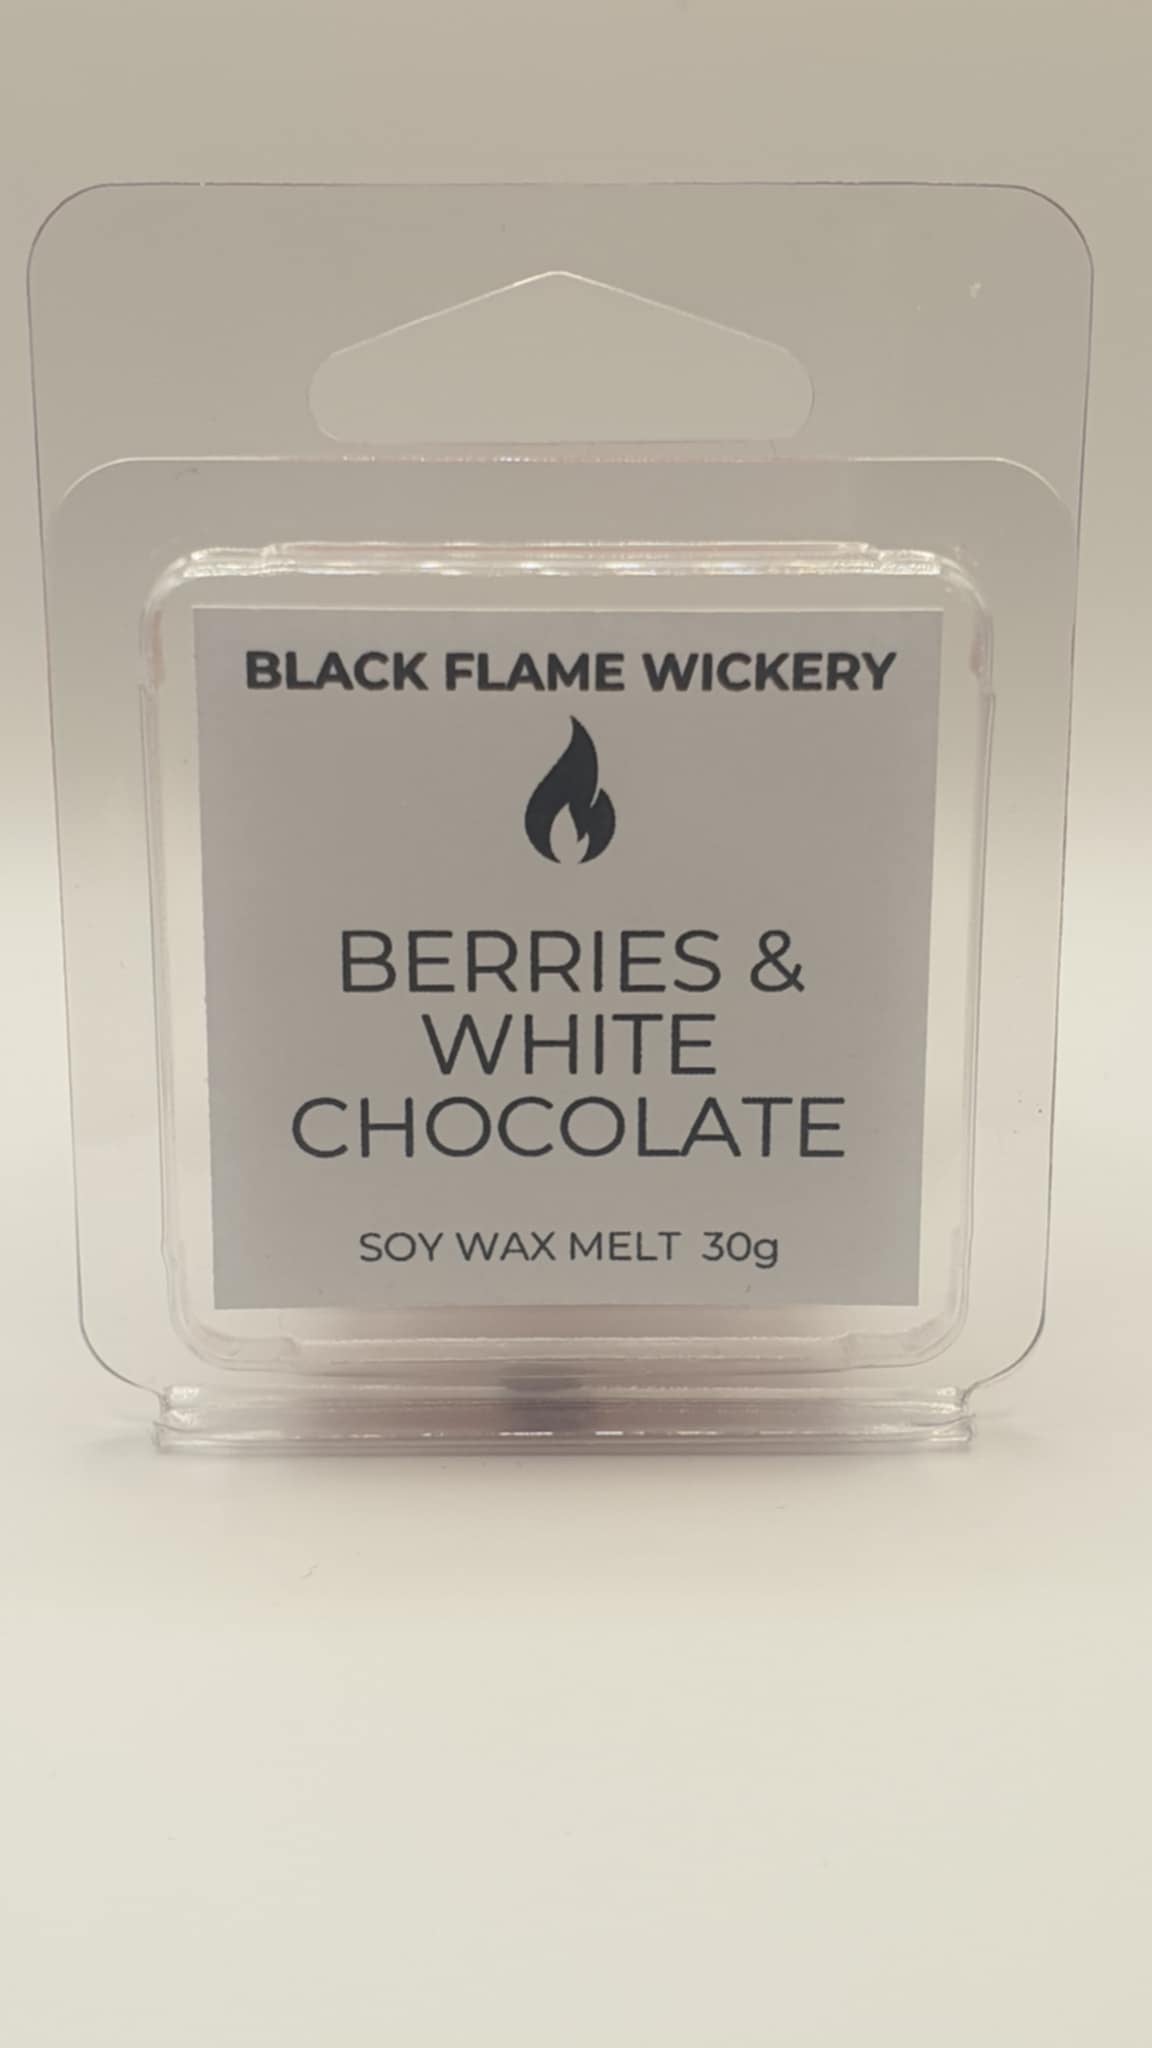 BLACK FLAME WICKERY
BERRIES &
WHITE
CHOCOLATE
SOY WAX MELT 30g